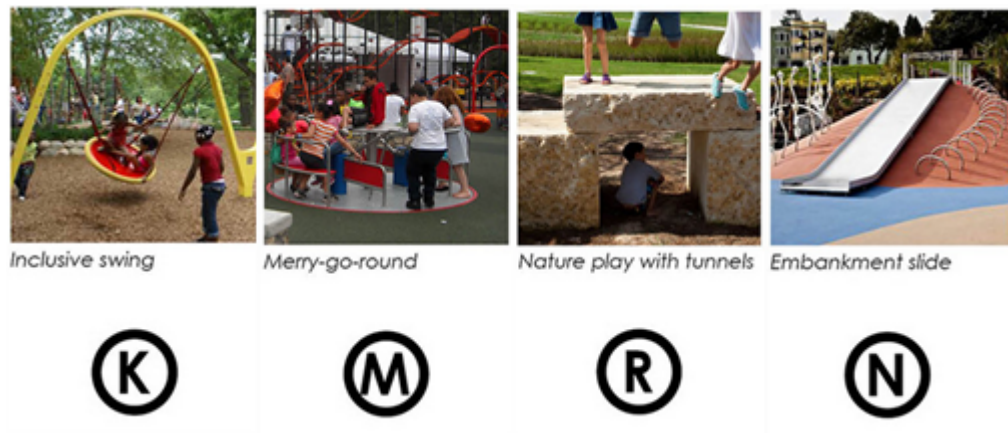 Inclusive swing
Merry-go-round
Nature play with tunnels
Embankment slide
K
M
R
N